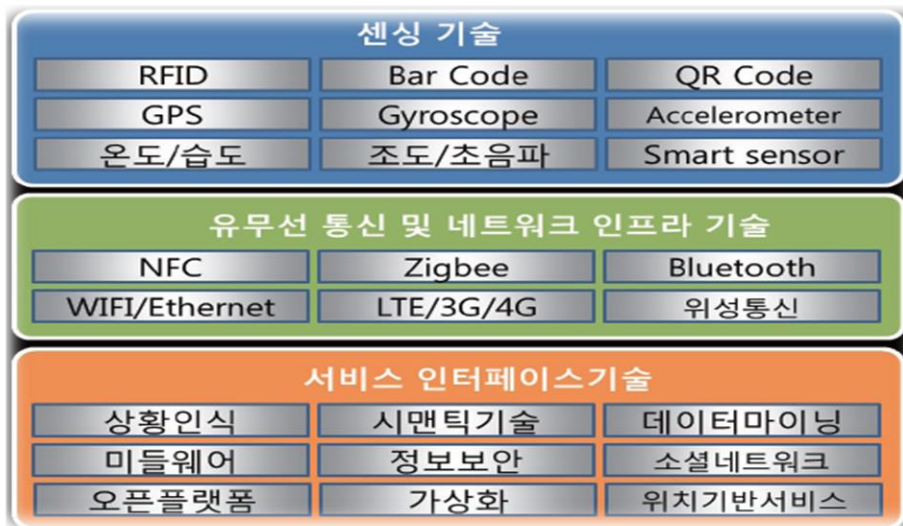 센싱 기술
RFID Bar Code QR Code
GPS Gyroscope Accelerometer
온도/습도 조도/초음파 Smart sensor
유무선 통신 및 네트워크 인프라 기술
NFC Zigbee Bluetooth
WIFI/Ethernet LTE/3G/4G 위성통신
서비스 인터페이스기술
상황인식 시맨틱기술 데이터마이닝
미들웨어 정보보안 소셜네트워크
오픈플랫폼 가상화 위치기반서비스